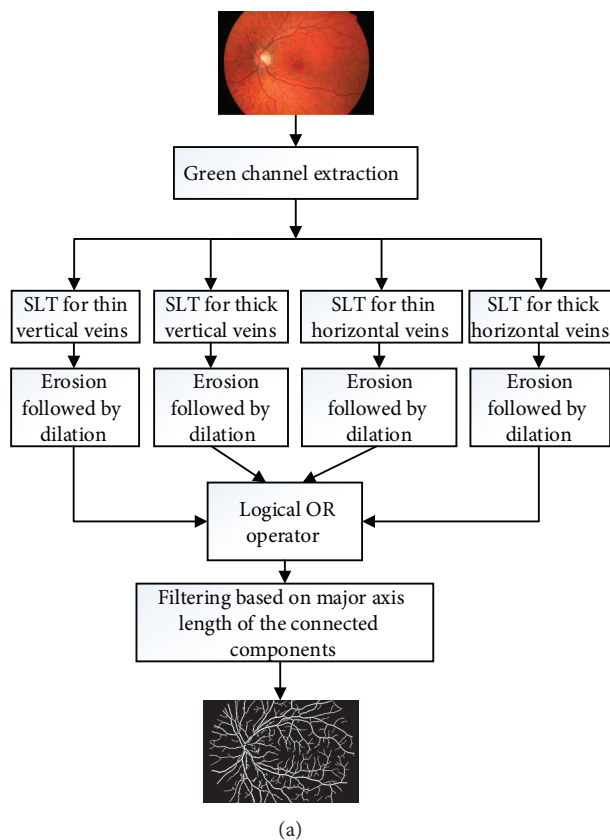 Green channel extraction
SLT for thin
vertical veins
SLT for thick
vertical veins
SLT for thin
horizontal veins
SLT for thick
horizontal veins
Erosion
followed by
dilation
Erosion
followed by
dilation
Erosion
followed by
dilation
Erosion
followed by
dilation
Logical OR
operator
Filtering based on major axis
length of the connected
components
(a)